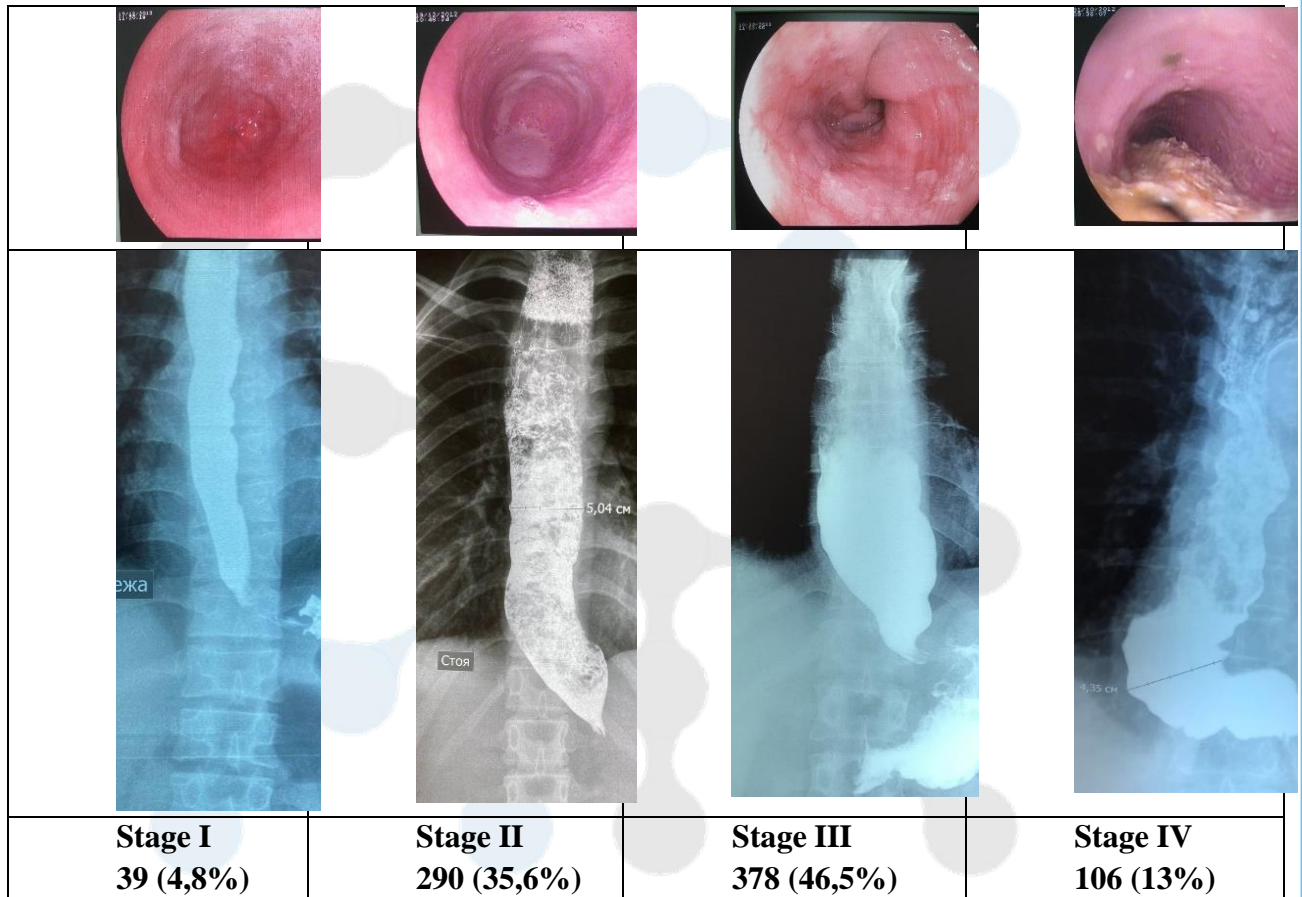 5,04 см
ежа
Стоя
4,35 см
Stage I
39 (4,8%)
Stage II
290 (35,6%)
Stage III
378 (46,5%)
Stage IV
106 (13%)